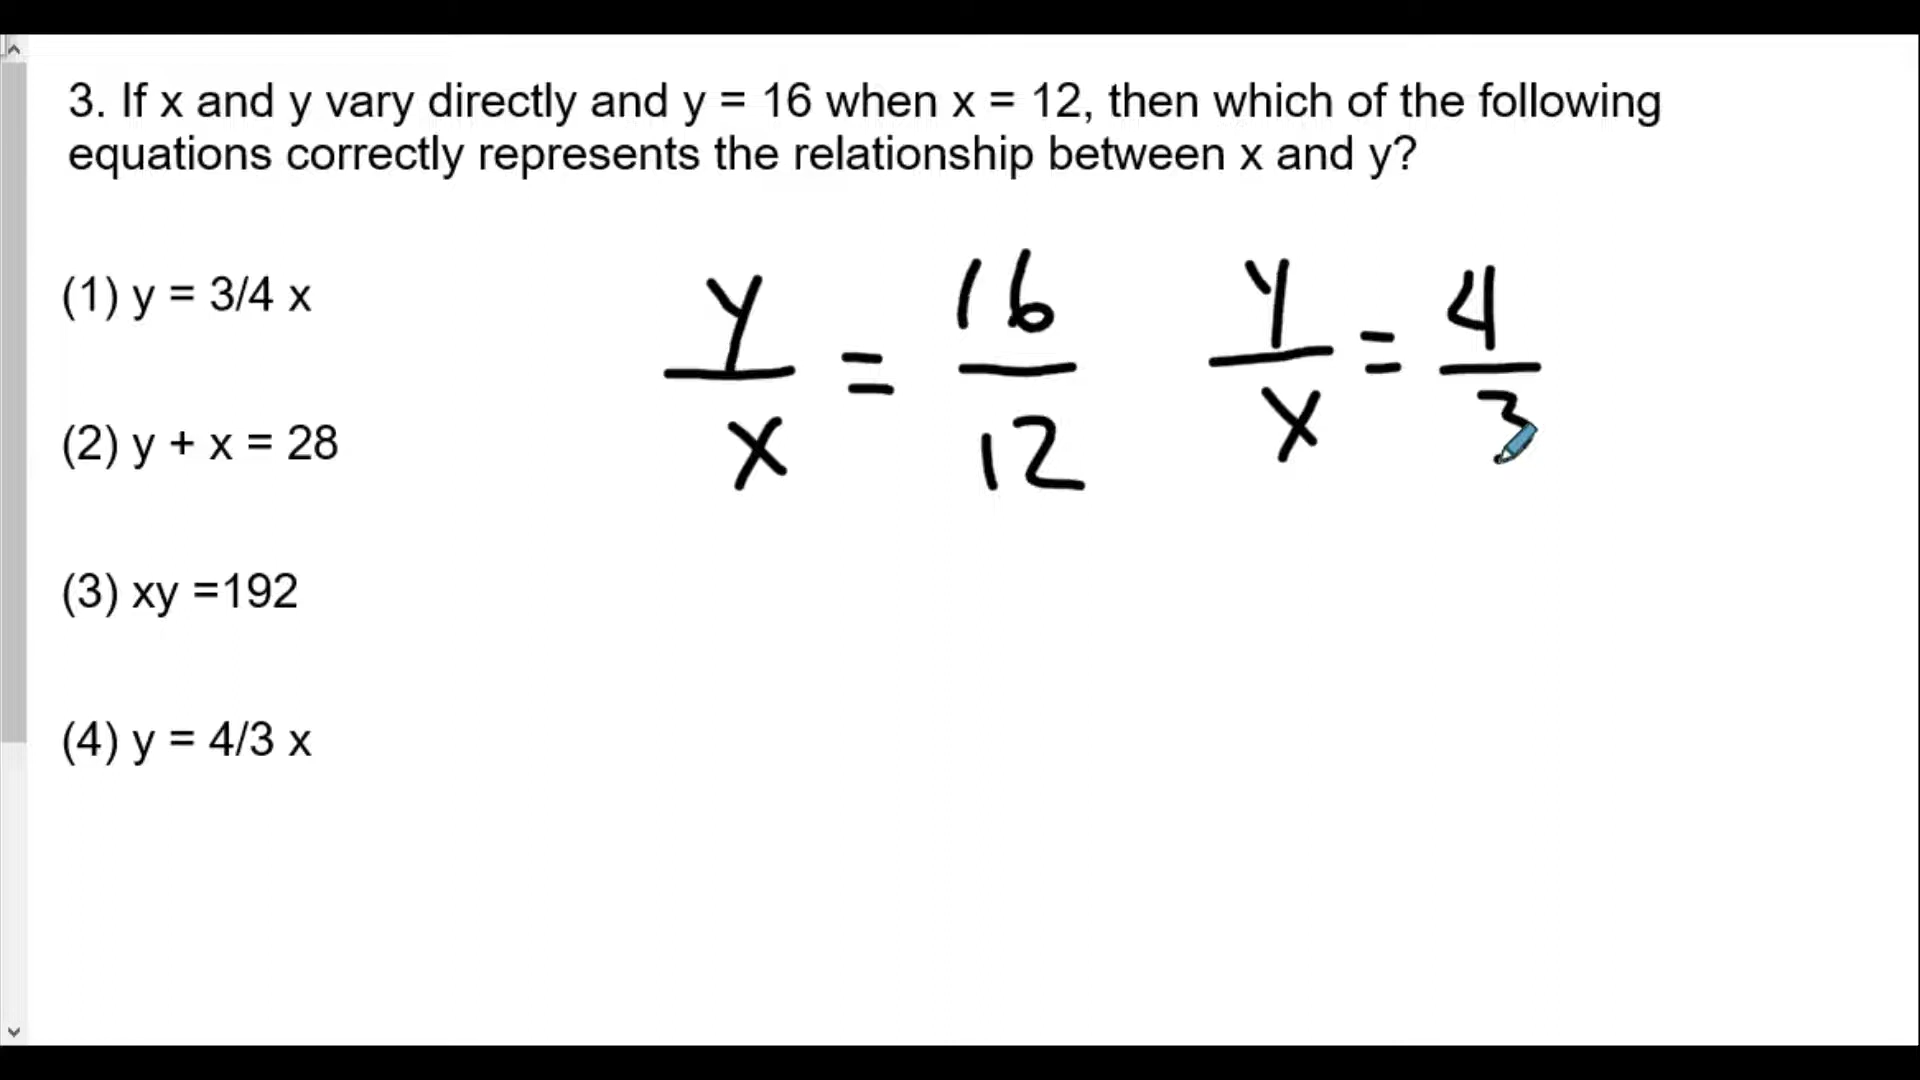 3. If x and y vary directly and y = 16 when x = 12, then which of the following
equations correctly represents the relationship between x and y?
(1) y = 3/4 x
y/x = 16/12 y/x = 4/3
(2) y + x = 28
(3) xy =192
(4) y = 4/3 x